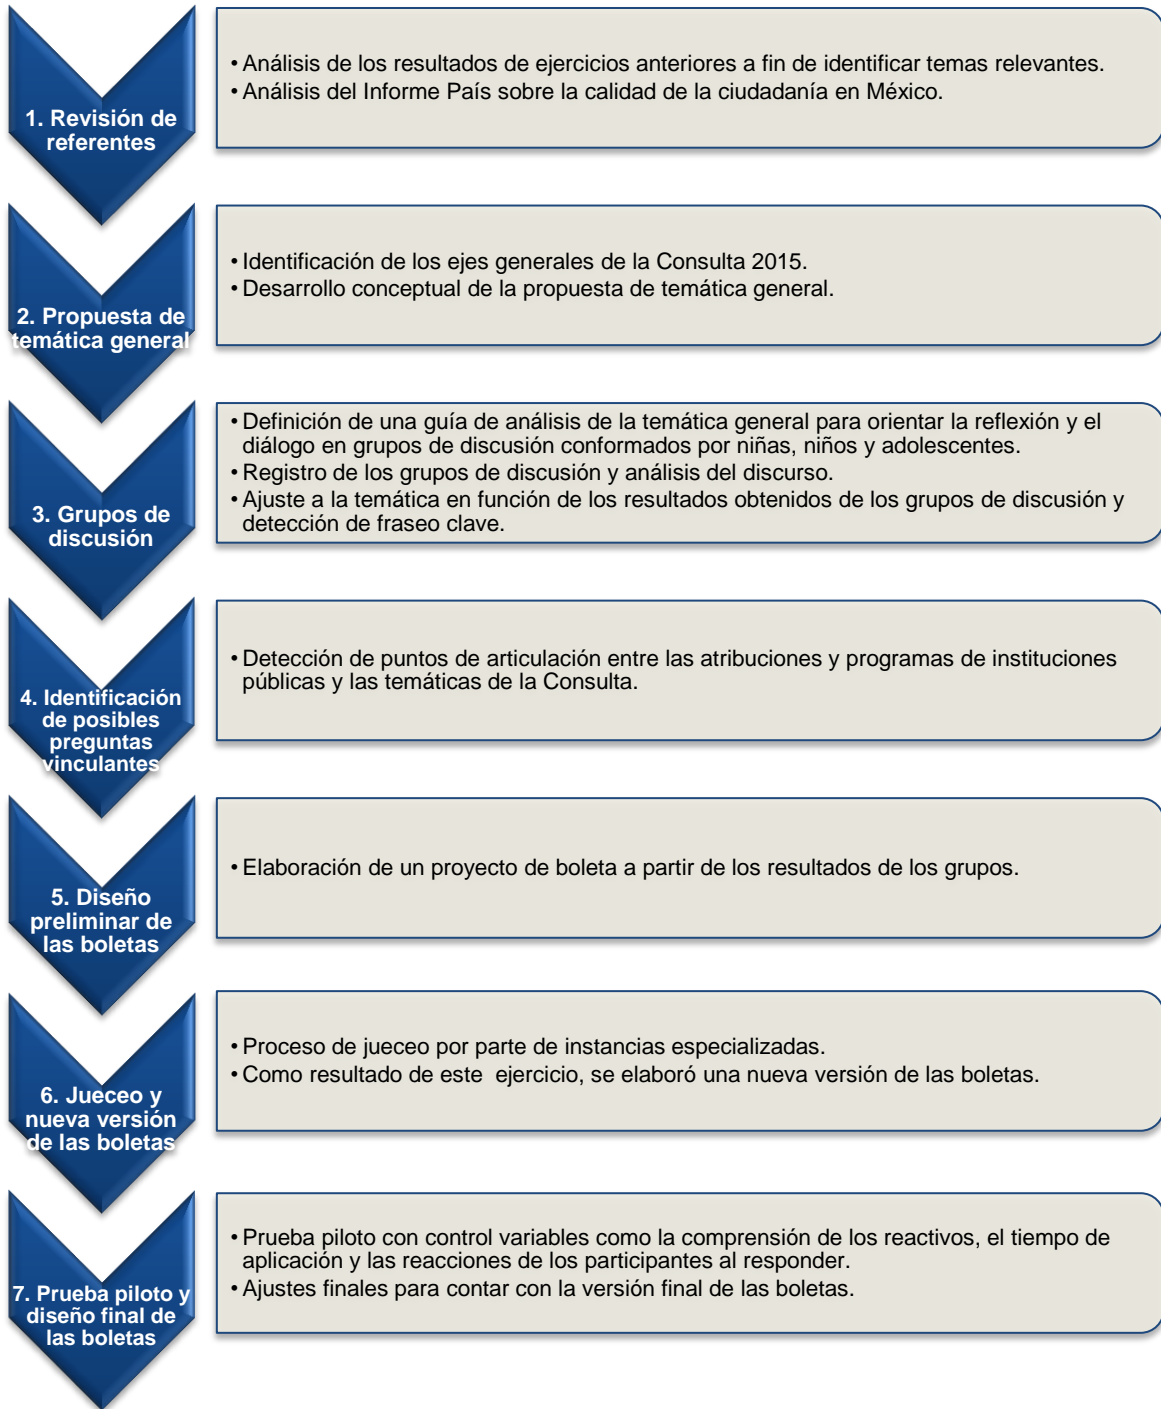 1. Revisión de
referentes
• Análisis de los resultados de ejercicios anteriores a fin de identificar temas relevantes.
• Análisis del Informe País sobre la calidad de la ciudadanía en México.
2. Propuesta de
temática general
• Identificación de los ejes generales de la Consulta 2015.
• Desarrollo conceptual de la propuesta de temática general.
3. Grupos de
discusión
• Definición de una guía de análisis de la temática general para orientar la reflexión y el
diálogo en grupos de discusión conformados por niñas, niños y adolescentes.
• Registro de los grupos de discusión y análisis del discurso.
• Ajuste a la temática en función de los resultados obtenidos de los grupos de discusión y
detección de fraseo clave.
4. Identificación
de posibles
preguntas
vinculantes
• Detección de puntos de articulación entre las atribuciones y programas de instituciones
públicas y las temáticas de la Consulta.
5. Diseño
preliminar de
las boletas
• Elaboración de un proyecto de boleta a partir de los resultados de los grupos.
6. Jueceo y
nueva versión
de las boletas
• Proceso de jueceo por parte de instancias especializadas.
• Como resultado de este  ejercicio, se elaboró una nueva versión de las boletas.
7. Prueba piloto y
diseño final de
las boletas
• Prueba piloto con control variables como la comprensión de los reactivos, el tiempo de
aplicación y las reacciones de los participantes al responder.
• Ajustes finales para contar con la versión final de las boletas.